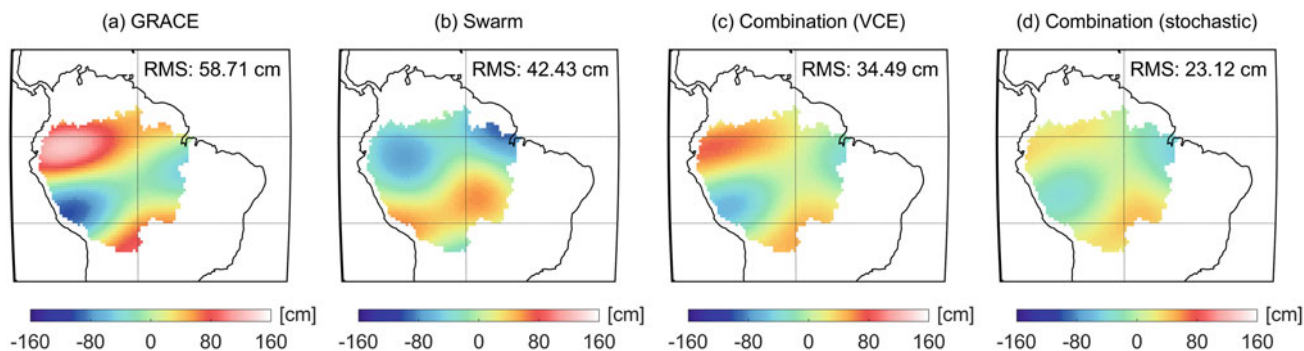 (a) GRACE
(b) Swarm
(c) Combination (VCE)
(d) Combination (stochastic)
RMS: 58.71 cm
RMS: 42.43 cm
RMS: 34.49 cm
RMS: 23.12 cm
[cm]
[cm]
[cm]
[cm]
-160 -80 0 80 160
-160 -80 0 80 160
-160 -80 0 80 160
-160 -80 0 80 160